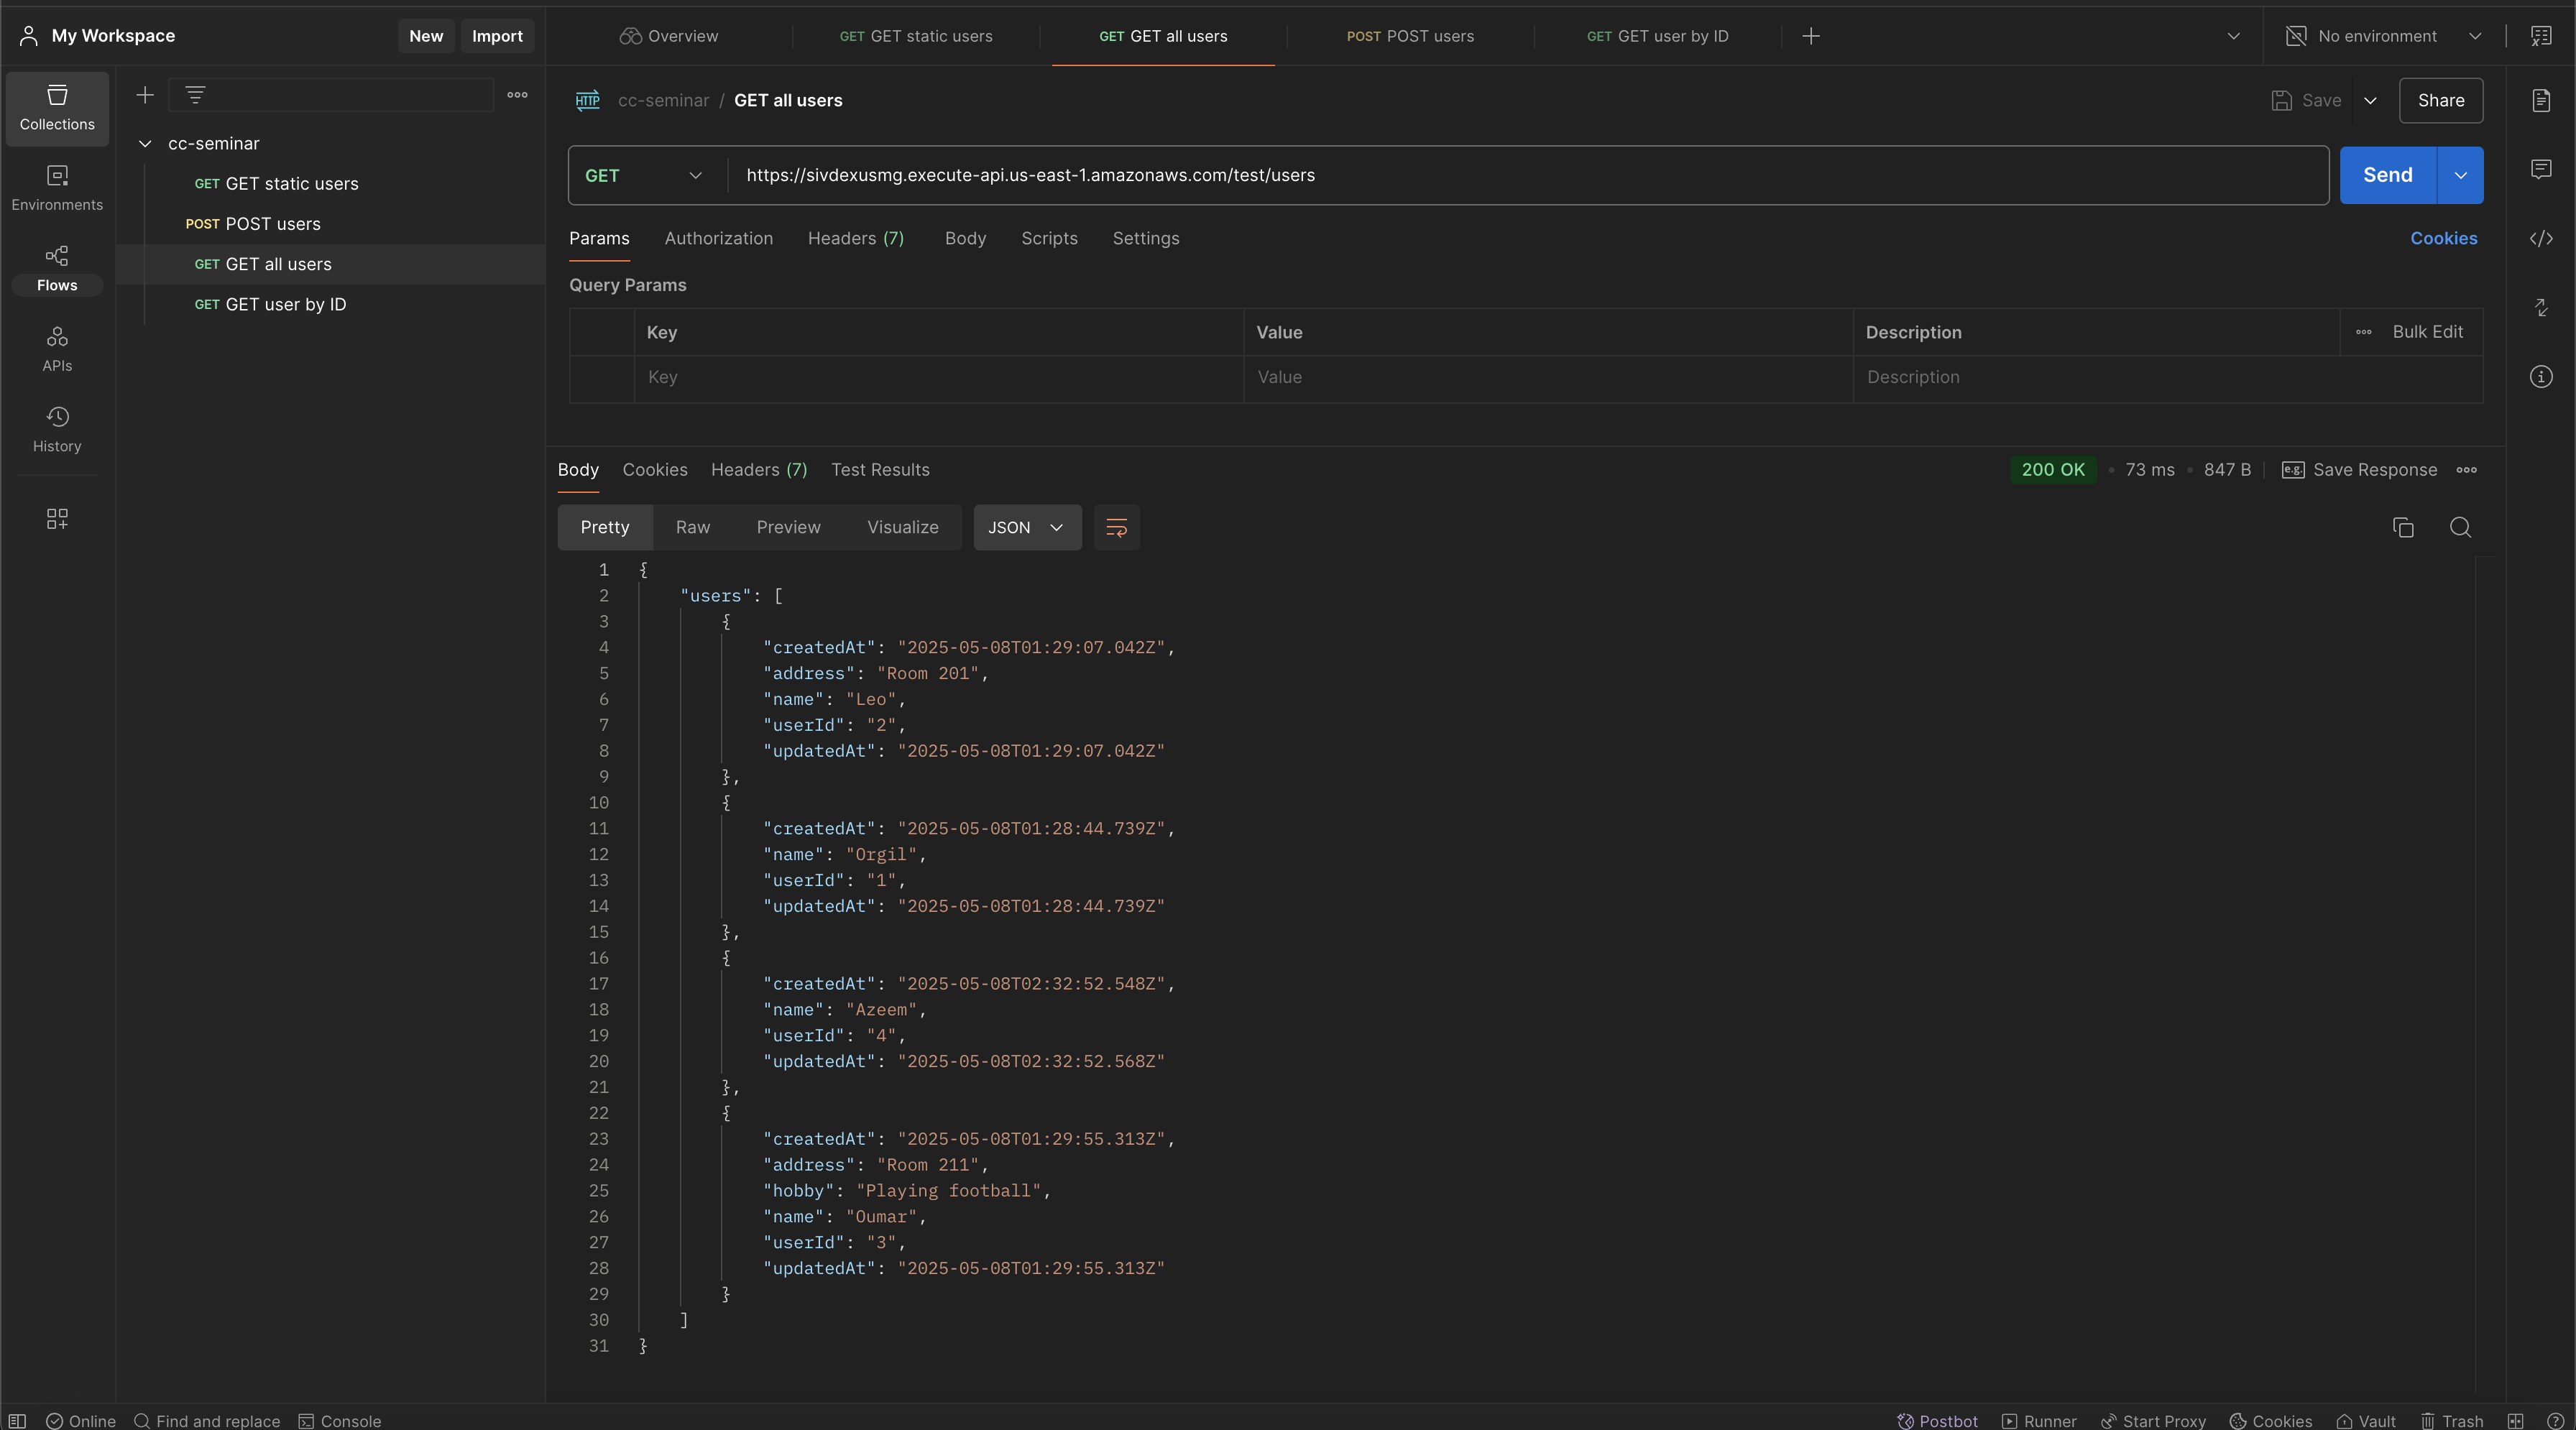 My Workspace
New
Import
Overview
GET GET static users
GET GET all users
POST POST users
GET GET user by ID
No environment
Collections
Environments
Flows
APIs
History
cc-seminar
GET GET static users
POST POST users
GET GET all users
GET GET user by ID
HTTP cc-seminar / GET all users
Save
Share
GET https://sivdexusmg.execute-api.us-east-1.amazonaws.com/test/users
Send
Params Authorization Headers (7) Body Scripts Settings
Cookies
Query Params
Key Value Description Bulk Edit
Key Value Description
Body Cookies Headers (7) Test Results
200 OK • 73 ms • 847 B
e.g. Save Response
Pretty Raw Preview Visualize JSON
1 {
2 "users": [
3 {
4 "createdAt": "2025-05-08T01:29:07.042Z",
5 "address": "Room 201",
6 "name": "Leo",
7 "userId": "2",
8 "updatedAt": "2025-05-08T01:29:07.042Z"
9 },
10 {
11 "createdAt": "2025-05-08T01:28:44.739Z",
12 "name": "Orgil",
13 "userId": "1",
14 "updatedAt": "2025-05-08T01:28:44.739Z"
15 },
16 {
17 "createdAt": "2025-05-08T02:32:52.548Z",
18 "name": "Azeem",
19 "userId": "4",
20 "updatedAt": "2025-05-08T02:32:52.568Z"
21 },
22 {
23 "createdAt": "2025-05-08T01:29:55.313Z",
24 "address": "Room 211",
25 "hobby": "Playing football",
26 "name": "Oumar",
27 "userId": "3",
28 "updatedAt": "2025-05-08T01:29:55.313Z"
29 }
30 ]
31 }
Online Find and replace Console
Postbot Runner Start Proxy Cookies Vault Trash